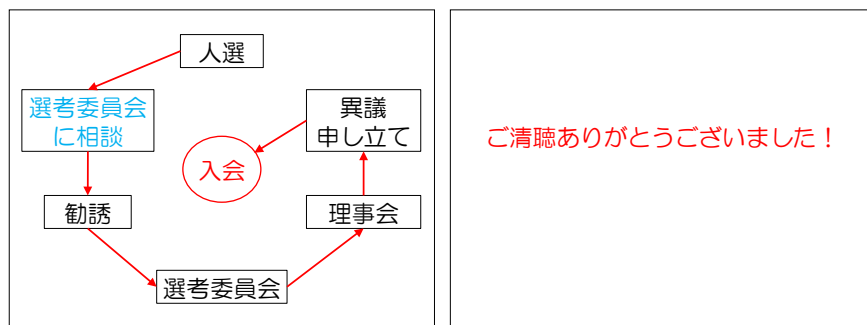 人選
選考委員会
に相談
勧誘
選考委員会
理事会
異議
申し立て
入会
ご清聴ありがとうございました！